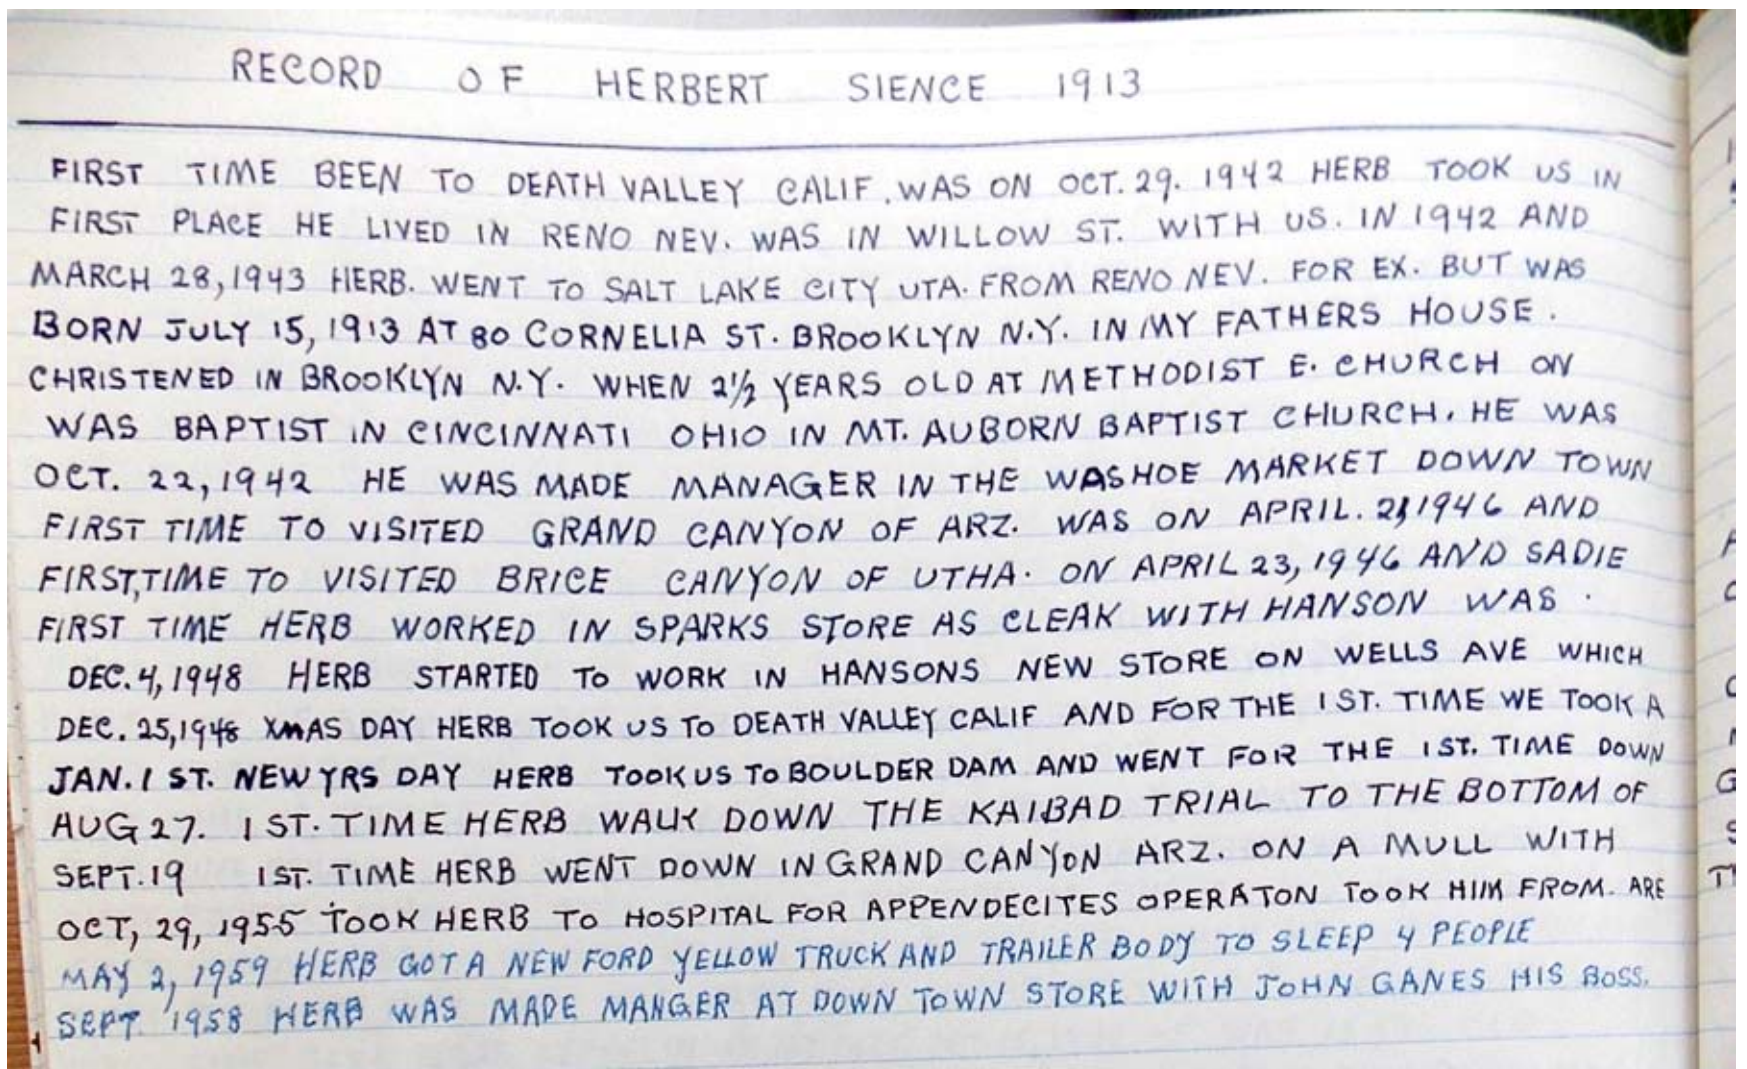 RECORD OF HERBERT SIENCE 1913
FIRST TIME BEEN TO DEATH VALLEY CALIF. WAS ON OCT. 29. 1942 HERB TOOK US IN
FIRST PLACE HE LIVED IN RENO NEV. WAS IN WILLOW ST. WITH US. IN 1942 AND
MARCH 28, 1943 HERB. WENT TO SALT LAKE CITY UTA. FROM RENO NEV. FOR EX. BUT WAS
BORN JULY 15, 1913 AT 80 CORNELIA ST. BROOKLYN N.Y. IN MY FATHERS HOUSE.
CHRISTENED IN BROOKLYN N.Y. WHEN 2 1/2 YEARS OLD AT METHODIST E. CHURCH ON
WAS BAPTIST IN CINCINNATI OHIO IN MT. AUBORN BAPTIST CHURCH. HE WAS
OCT. 22, 1942 HE WAS MADE MANAGER IN THE WASHOE MARKET DOWN TOWN
FIRST TIME TO VISITED GRAND CANYON OF ARZ. WAS ON APRIL. 1946 AND
FIRST, TIME TO VISITED BRICE CANYON OF UTHA. ON APRIL 23, 1946 AND SADIE
FIRST TIME HERB WORKED IN SPARKS STORE AS CLEAK WITH HANSON WAS.
DEC. 4, 1948 HERB STARTED TO WORK IN HANSONS NEW STORE ON WELLS AVE WHICH
DEC. 25, 1948 XMAS DAY HERB TOOK US TO DEATH VALLEY CALIF AND FOR THE 1ST. TIME WE TOOK A
JAN. 1ST. NEW YRS DAY HERB TOOK US TO BOULDER DAM AND WENT FOR THE 1ST. TIME DOWN
AUG 27. 1ST. TIME HERB WALK DOWN THE KAIBAD TRIAL TO THE BOTTOM OF
SEPT. 19 1ST. TIME HERB WENT DOWN IN GRAND CANYON ARZ. ON A MULL WITH
OCT, 29, 1955 TOOK HERB TO HOSPITAL FOR APPENDECITES OPERATON TOOK HIM FROM. ARE
MAY 2, 1959 HERB GOT A NEW FORD YELLOW TRUCK AND TRAILER BODY TO SLEEP 4 PEOPLE
SEPT. 1958 HERB WAS MADE MANGER AT DOWN TOWN STORE WITH JOHN GANES HIS BOSS.